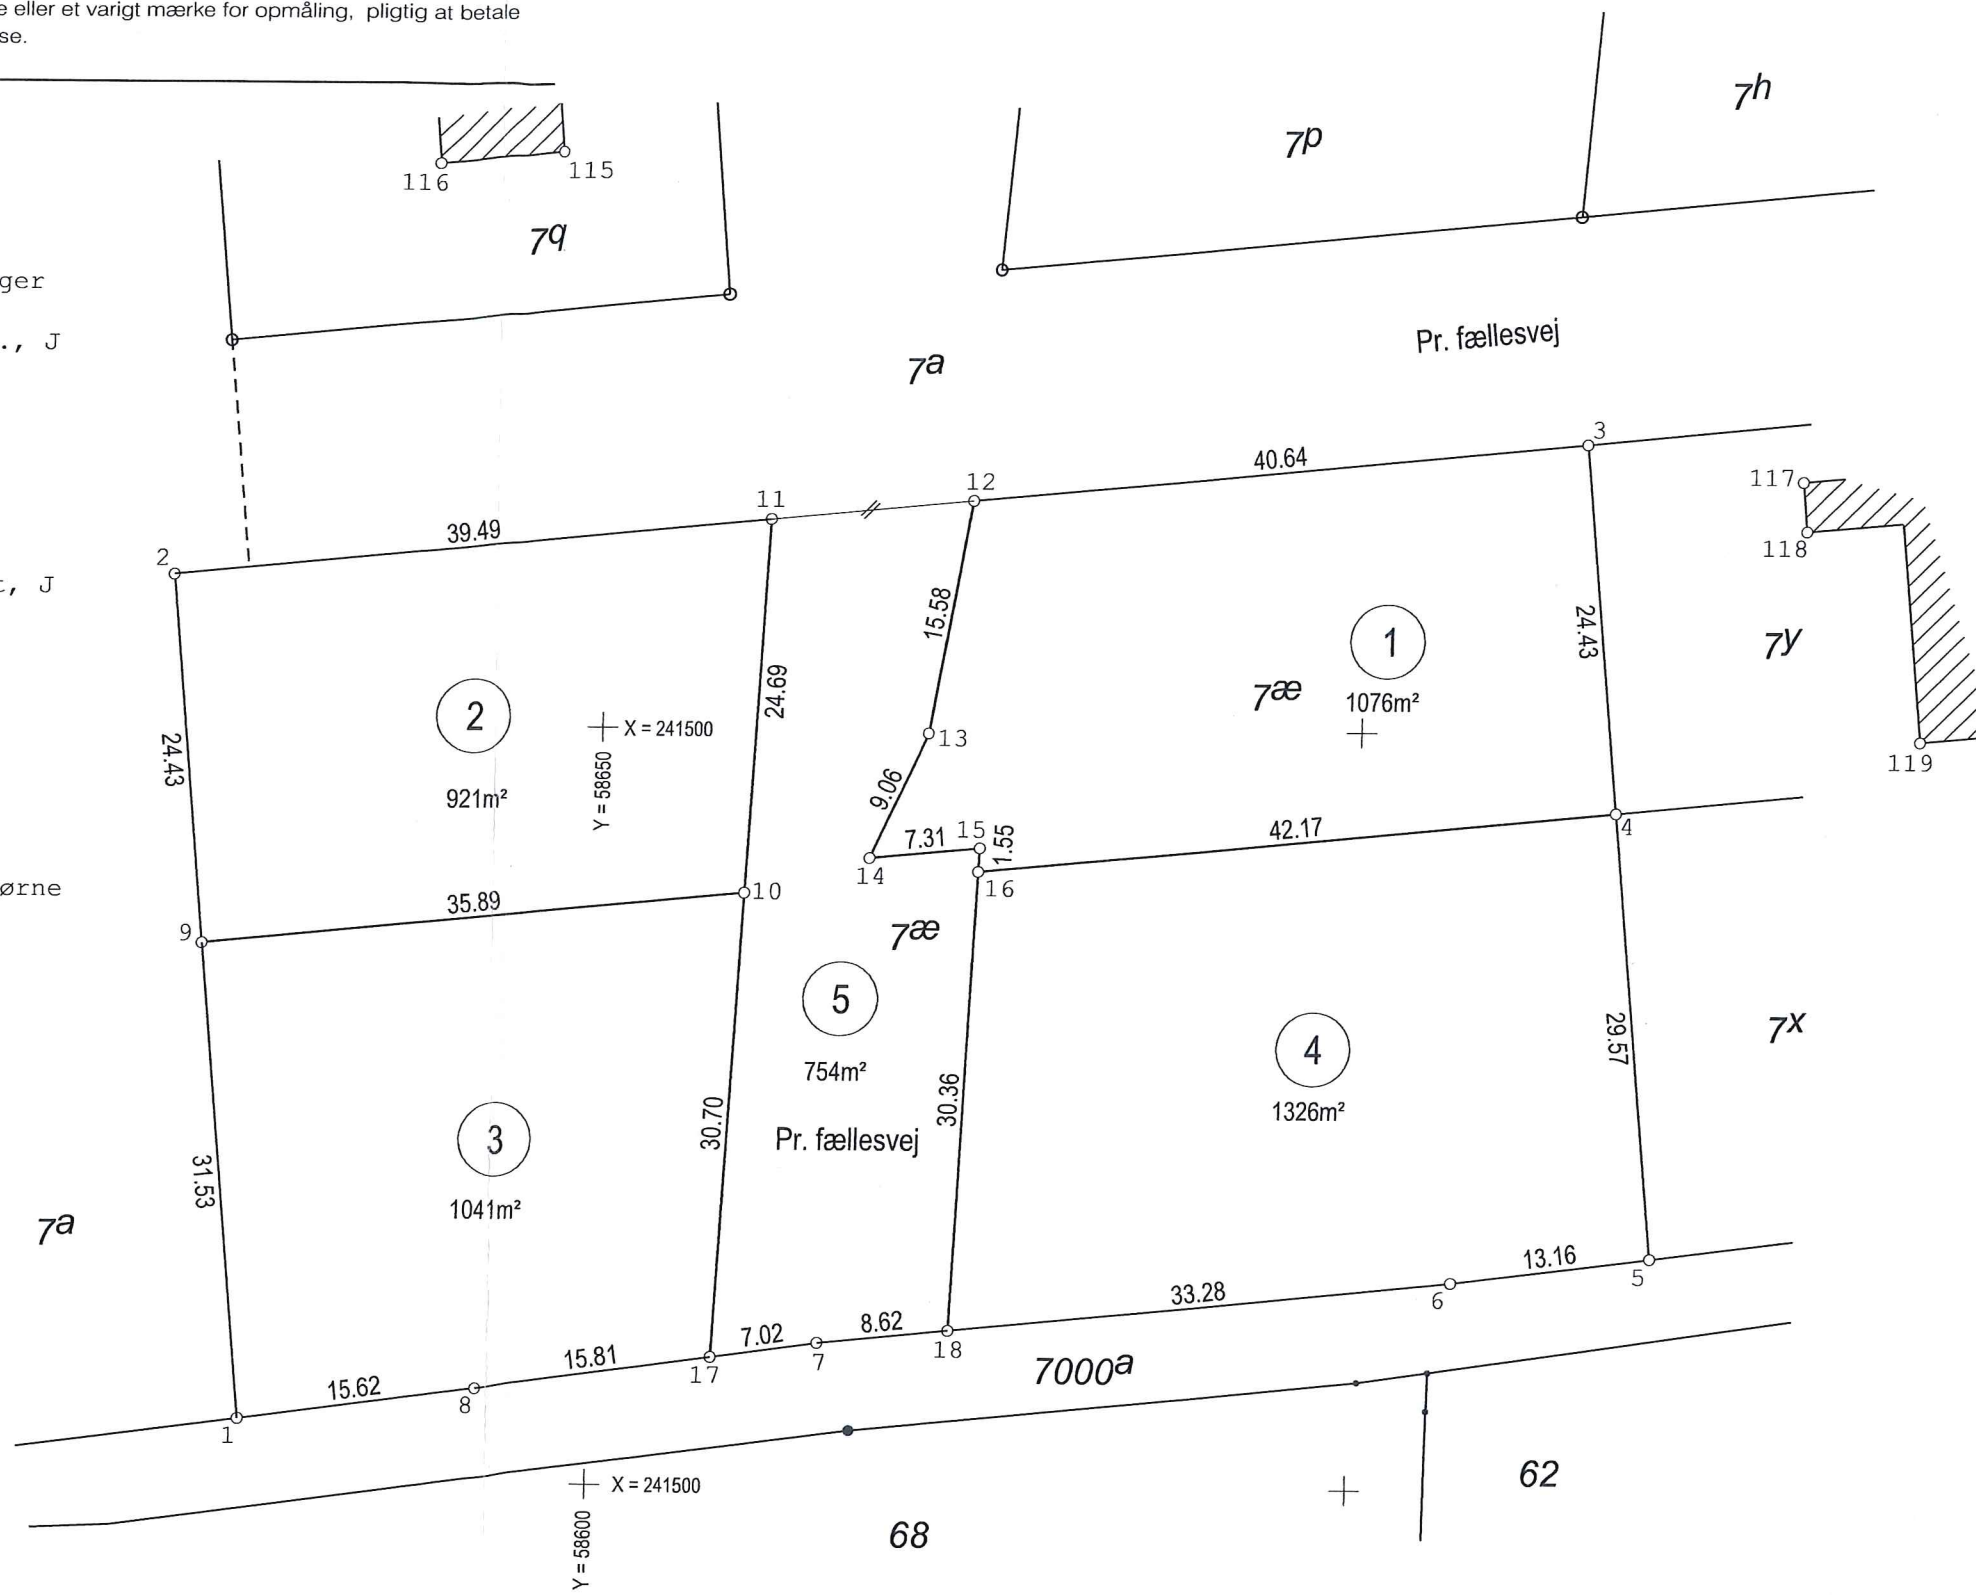 e eller et varigt mærke for opmåling, pligtig at betale
se.
7h
7p
116
115
7q
ger
., J
Pr. fællesvej
7a
3
40.64
12
117
11
39.49
118
2
, J
15.58
24.43
1
7y
24.69
7æ
1076m²
2
X = 241500
13
24.43
119
Y = 58650
921m²
9.06
7.31
15
1.55
42.17
4
14
16
ørne
35.89
10
9
7æ
5
29.57
7x
4
754m²
30.36
1326m²
30.70
3
Pr. fællesvej
31.53
1041m²
7a
13.16
5
33.28
6
8.62
7.02
18
7
15.81
17
7000a
15.62
8
1
62
X = 241500
68
Y = 58600